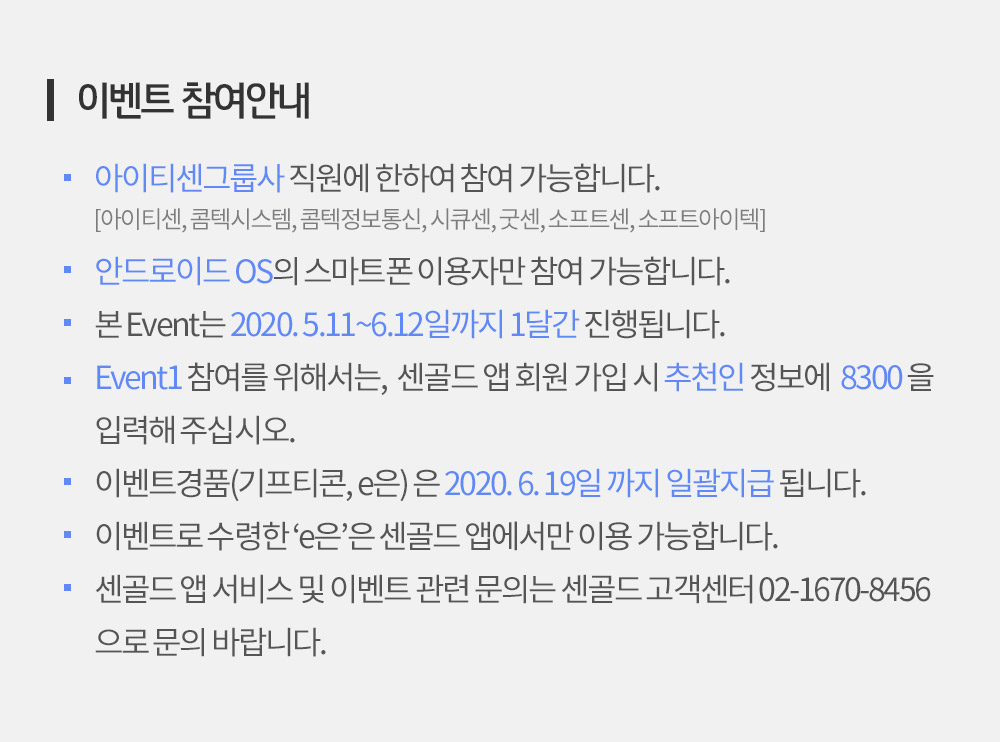 이벤트 참여안내
아이티센그룹사 직원에 한하여 참여 가능합니다.
[아이티센, 콤텍시스템, 콤텍정보통신, 시큐센, 굿센, 소프트센, 소프트아이텍]
안드로이드 OS의 스마트폰 이용자만 참여 가능합니다.
본 Event는 2020. 5.11~6.12일까지 1달간 진행됩니다.
Event1 참여를 위해서는, 센골드 앱 회원 가입 시 추천인 정보에 8300 을
입력해 주십시오.
이벤트경품(기프티콘, e은) 은 2020. 6. 19일 까지 일괄지급 됩니다.
이벤트로 수령한 ‘e은’은 센골드 앱에서만 이용 가능합니다.
센골드 앱 서비스 및 이벤트 관련 문의는 센골드 고객센터 02-1670-8456
으로 문의 바랍니다.